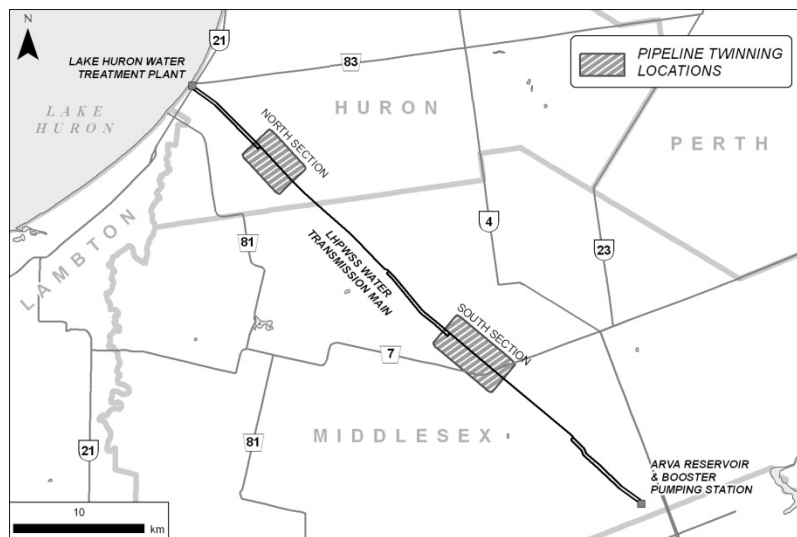 N
21
LAKE HURON WATER
TREATMENT PLANT
83
PIPELINE TWINNING
LOCATIONS
LAKE
HURON
HURON
NORTH SECTION
PERTH
LAMBTON
81
4
23
LHPWSS WATER
TRANSMISSION MAIN
SOUTH SECTION
7
MIDDLESEX
81
21
ARVA RESERVOIR
& BOOSTER
PUMPING STATION
10
km